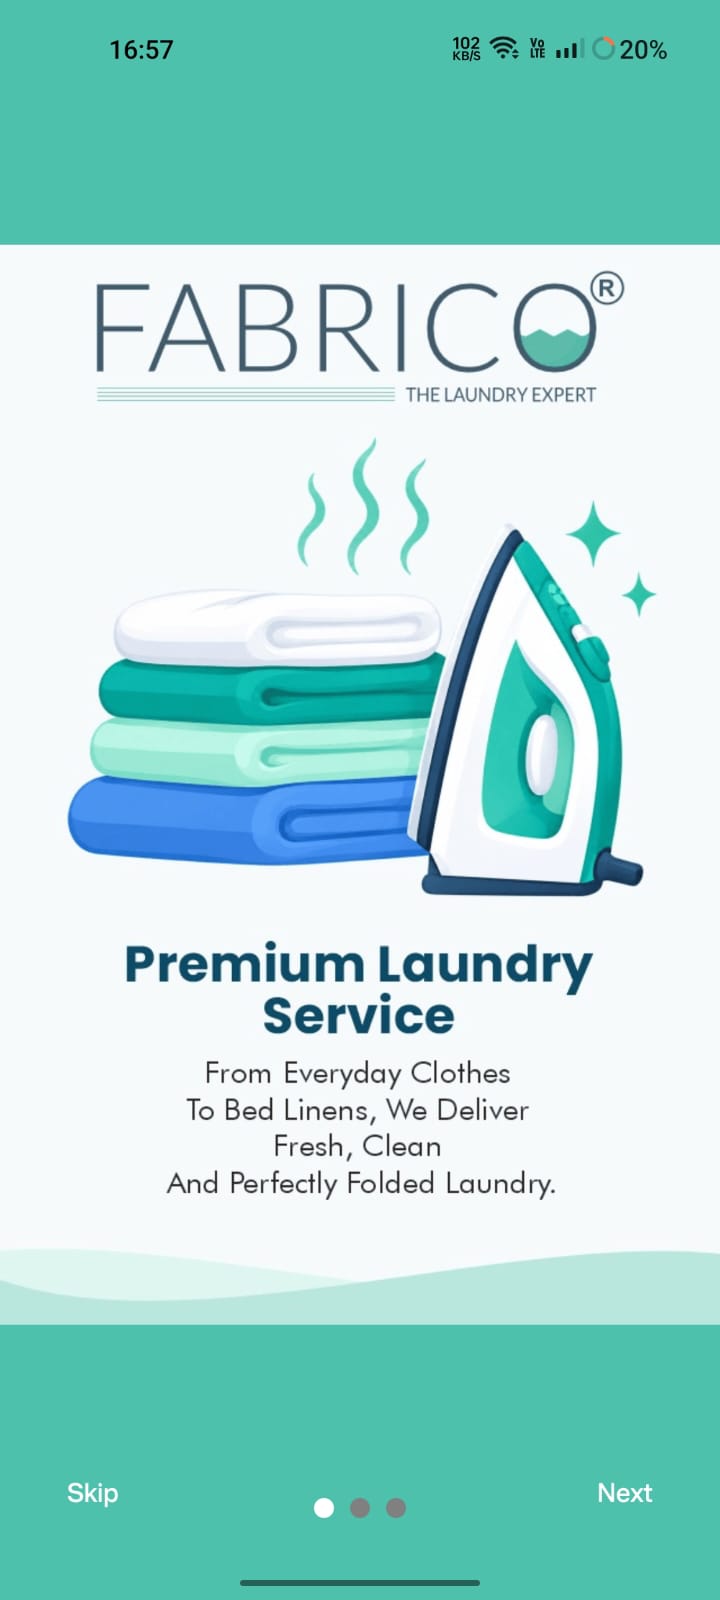 16:57
102
KB/S
Vo
LTE
20%
FABRICO®
THE LAUNDRY EXPERT
Premium Laundry
Service
From Everyday Clothes
To Bed Linens, We Deliver
Fresh, Clean
And Perfectly Folded Laundry.
Skip
Next